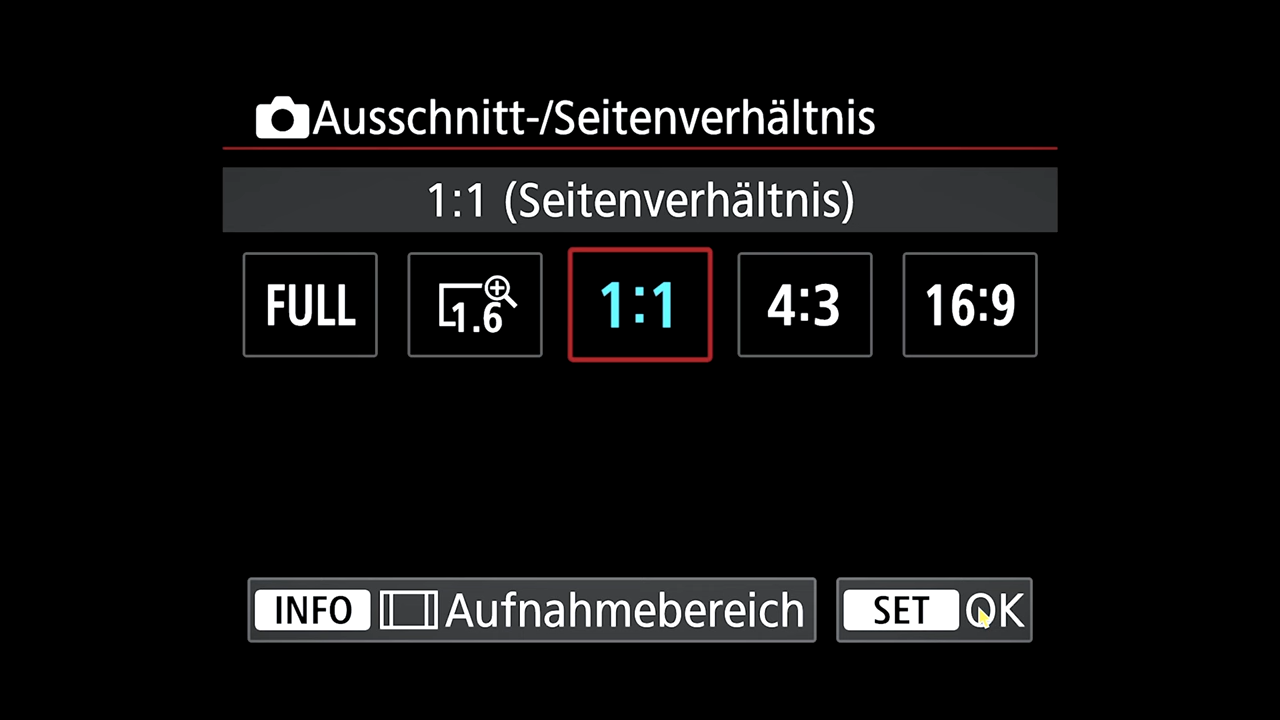 Ausschnitt-/Seitenverhältnis
1:1 (Seitenverhältnis)
FULL 1.6 1:1 4:3 16:9
INFO Aufnahmebereich SET OK